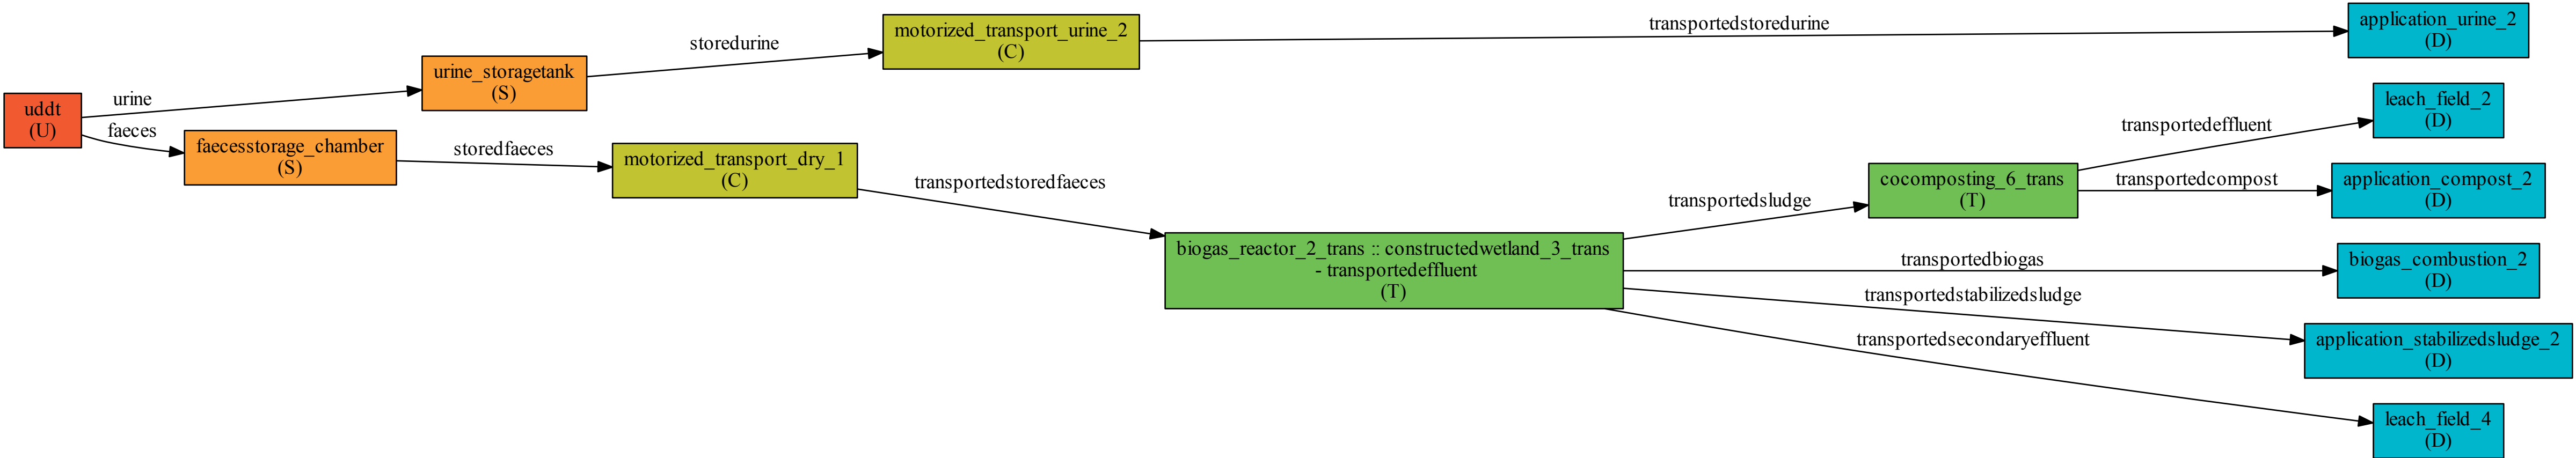 uddt
(U)
urine
faeces
urine_storagetank
(S)
faecesstorage_chamber
(S)
storedurine
storedfaeces
motorized_transport_urine_2
(C)
motorized_transport_dry_1
(C)
transportedstoredurine
transportedstoredfaeces
biogas_reactor_2_trans :: constructedwetland_3_trans
- transportedeffluent
(T)
transportedsludge
cocomposting_6_trans
(T)
transportedeffluent
transportedcompost
transportedbiogas
transportedstabilizedsludge
transportedsecondaryeffluent
application_urine_2
(D)
leach_field_2
(D)
application_compost_2
(D)
biogas_combustion_2
(D)
application_stabilizedsludge_2
(D)
leach_field_4
(D)